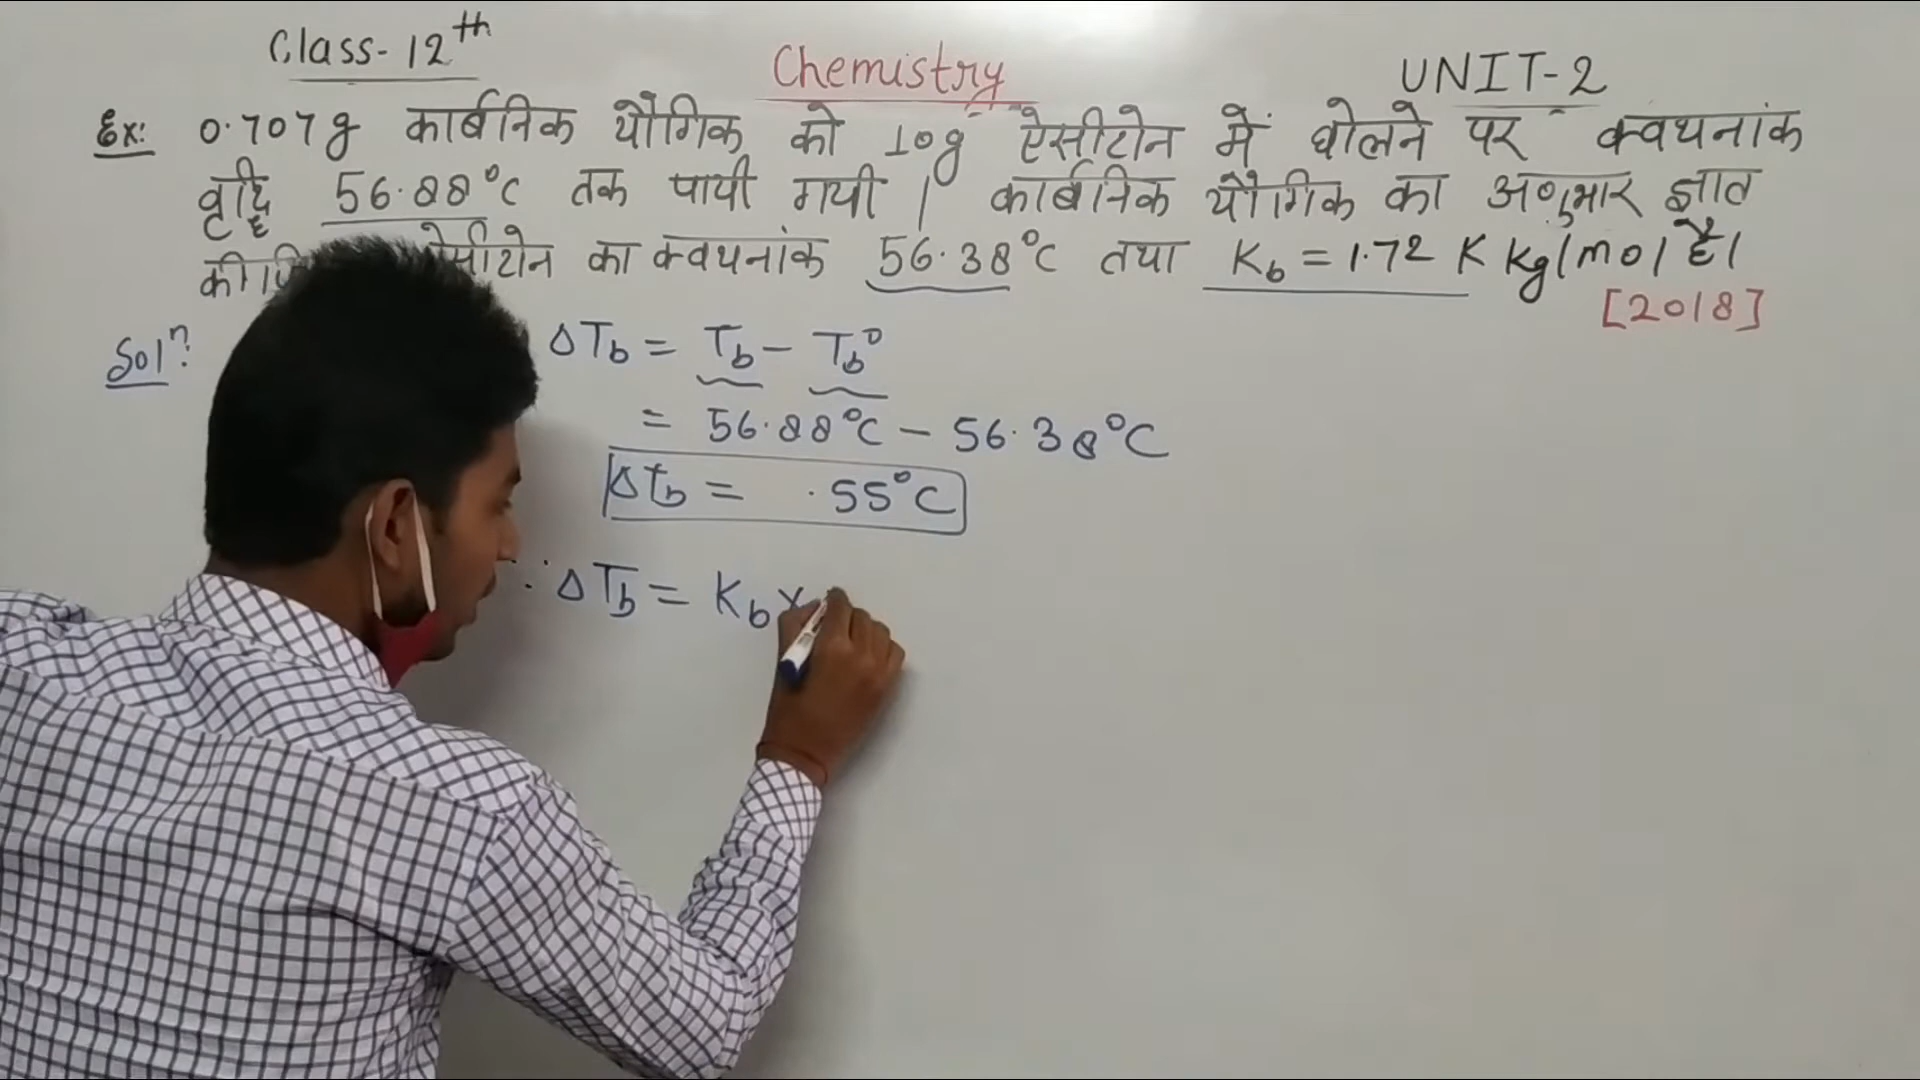 Class-12th
Chemistry
UNIT-2
Ex: 0.707g कार्बनिक यौगिक को 10g ऐसीटोन में घोलने पर क्वथनांक
वृद्धि 56.88°C तक पायी गयी । कार्बनिक यौगिक का अणुभार ज्ञात
का क्वथनांक 56.38°C तथा Kb = 1.72 K Kg/mol है।
[2018]
Solⁿ:
ΔTb = Tb - Tb°
= 56.88°C - 56.38°C
ΔTb = .55°C
∵ ΔTb = Kb x